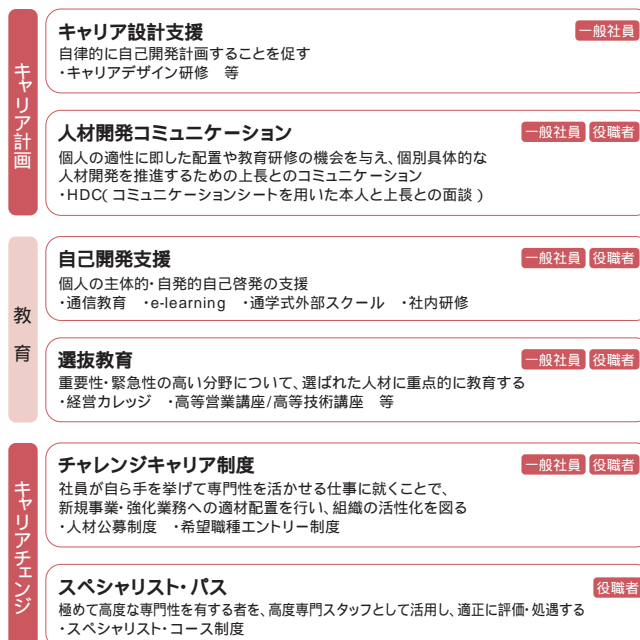 キャリア計画
キャリア設計支援 一般社員
自律的に自己開発計画することを促す
・キャリアデザイン研修　等
人材開発コミュニケーション 一般社員 役職者
個人の適性に即した配置や教育研修の機会を与え、個別具体的な
人材開発を推進するための上長とのコミュニケーション
・HDC(コミュニケーションシートを用いた本人と上長との面談)
教育
自己開発支援 一般社員 役職者
個人の主体的・自発的自己啓発の支援
・通信教育　・e-learning　・通学式外部スクール　・社内研修
選抜教育 一般社員 役職者
重要性・緊急性の高い分野について、選ばれた人材に重点的に教育する
・経営カレッジ　・高等営業講座/高等技術講座　等
キャリアチェンジ
チャレンジキャリア制度 一般社員 役職者
社員が自ら手を挙げて専門性を活かせる仕事に就くことで、
新規事業・強化業務への適材配置を行い、組織の活性化を図る
・人材公募制度　・希望職種エントリー制度
スペシャリスト・パス 役職者
極めて高度な専門性を有する者を、高度専門スタッフとして活用し、適正に評価・処遇する
・スペシャリスト・コース制度